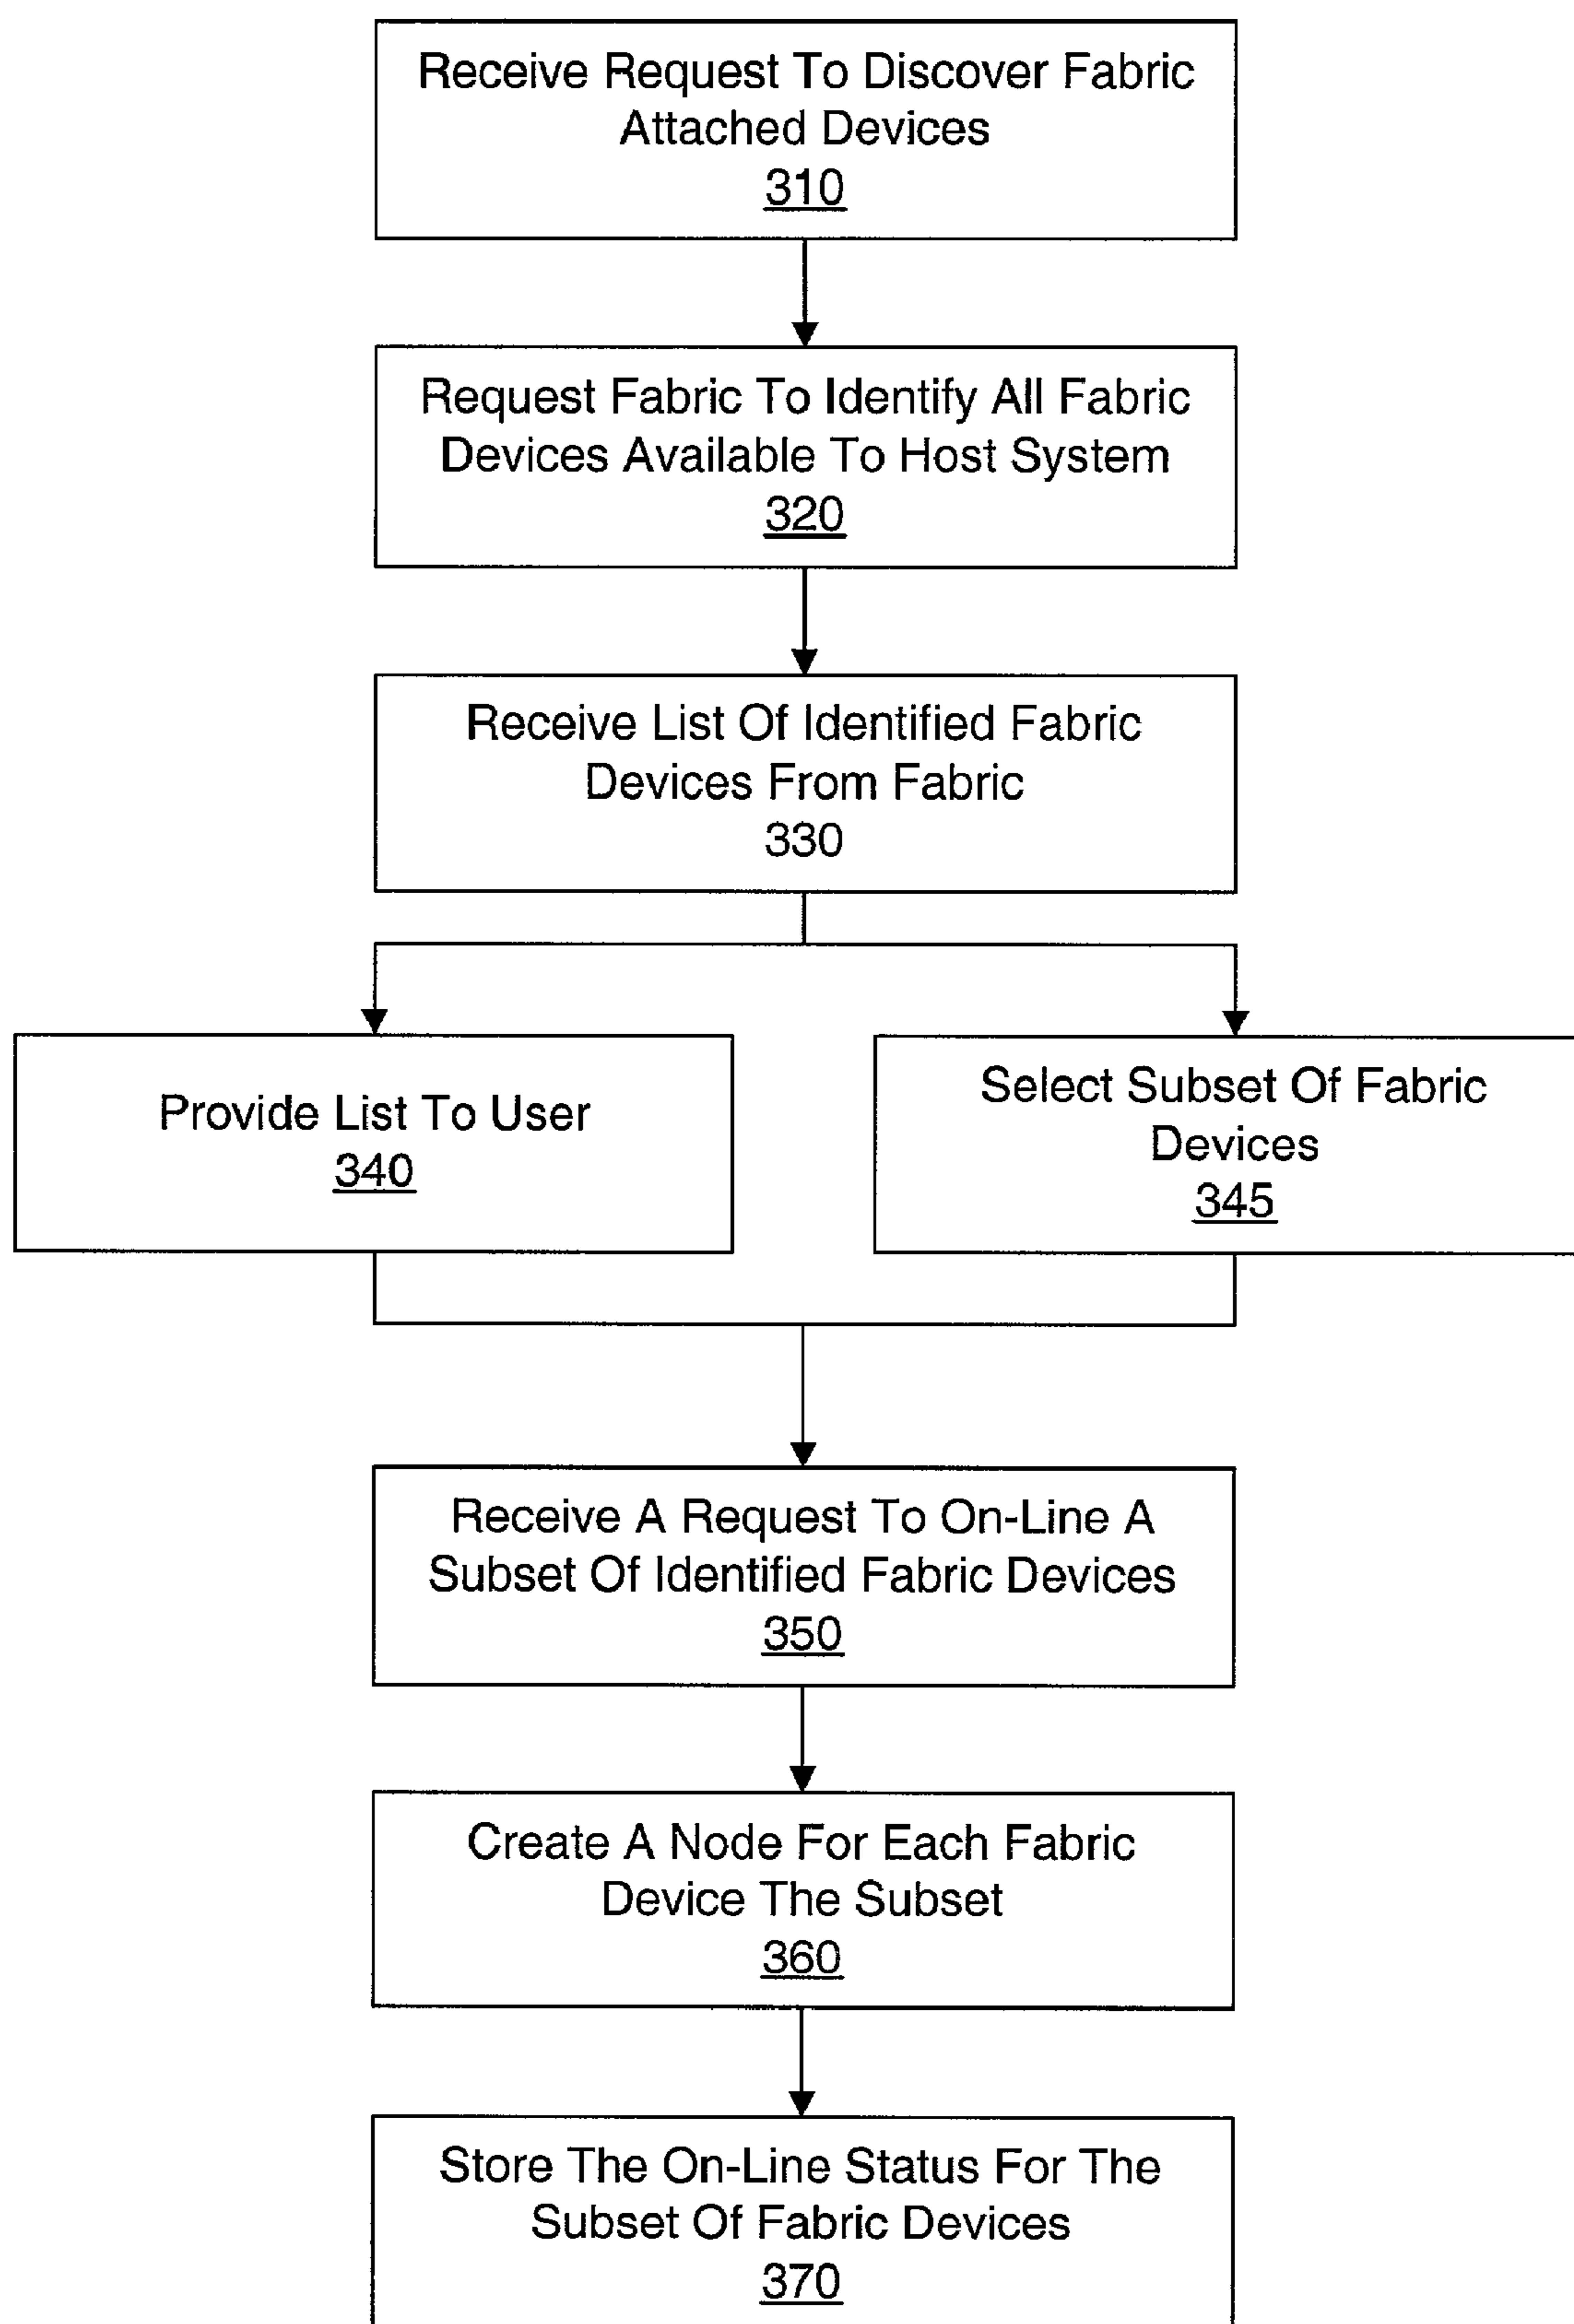 Receive Request To Discover Fabric
Attached Devices
310
Request Fabric To Identify All Fabric
Devices Available To Host System
320
Receive List Of Identified Fabric
Devices From Fabric
330
Provide List To User
340
Select Subset Of Fabric
Devices
345
Receive A Request To On-Line A
Subset Of Identified Fabric Devices
350
Create A Node For Each Fabric
Device The Subset
360
Store The On-Line Status For The
Subset Of Fabric Devices
370